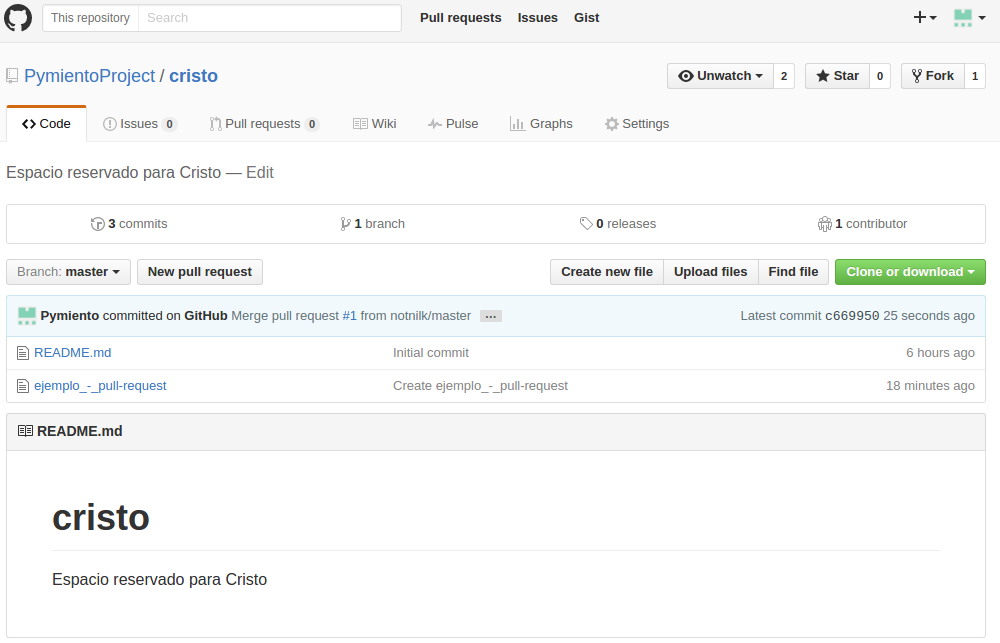 This repository Search Pull requests Issues Gist
PymientoProject / cristo Unwatch 2 Star 0 Fork 1
Code Issues 0 Pull requests 0 Wiki Pulse Graphs Settings
Espacio reservado para Cristo — Edit
3 commits 1 branch 0 releases 1 contributor
Branch: master New pull request Create new file Upload files Find file Clone or download
Pymiento committed on GitHub Merge pull request #1 from notnilk/master ... Latest commit c669950 25 seconds ago
README.md Initial commit 6 hours ago
ejemplo_-_pull-request Create ejemplo_-_pull-request 18 minutes ago
README.md
cristo
Espacio reservado para Cristo